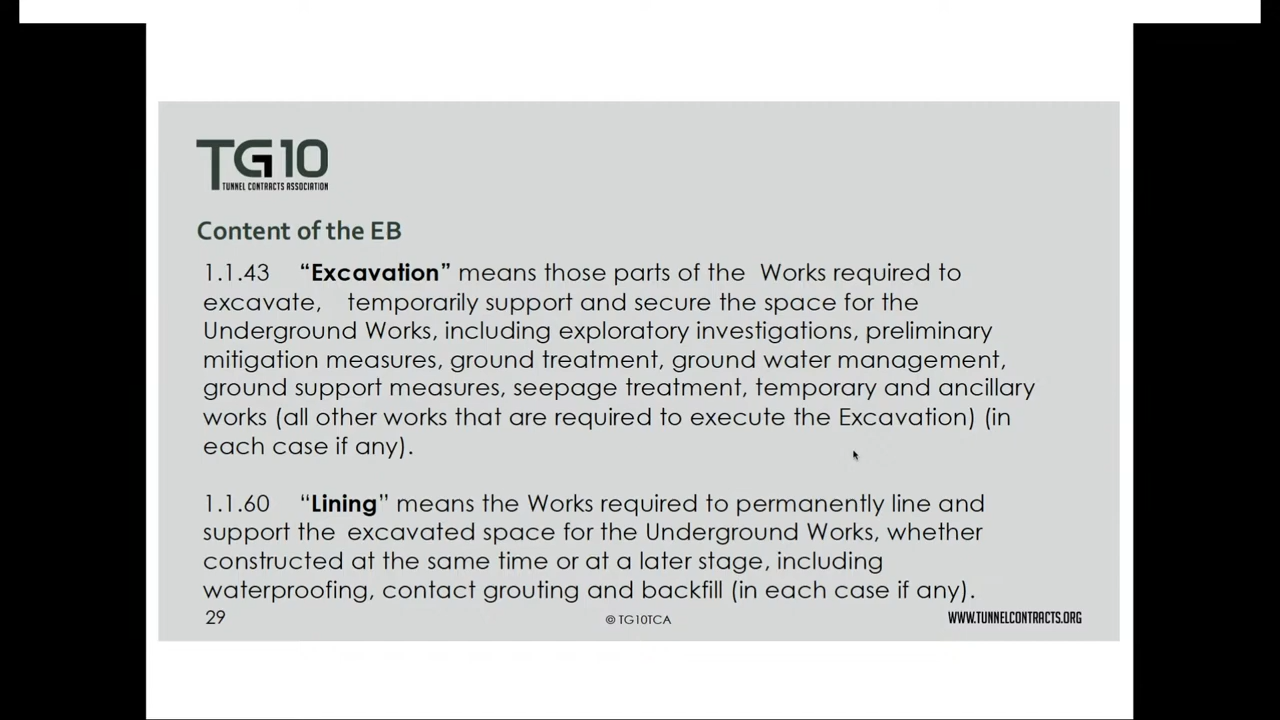 TG10
TUNNEL CONTRACTS ASSOCIATION
Content of the EB
1.1.43 “Excavation” means those parts of the Works required to
excavate, temporarily support and secure the space for the
Underground Works, including exploratory investigations, preliminary
mitigation measures, ground treatment, ground water management,
ground support measures, seepage treatment, temporary and ancillary
works (all other works that are required to execute the Excavation) (in
each case if any).
1.1.60 “Lining” means the Works required to permanently line and
support the excavated space for the Underground Works, whether
constructed at the same time or at a later stage, including
waterproofing, contact grouting and backfill (in each case if any).
29 © TG10TCA WWW.TUNNELCONTRACTS.ORG